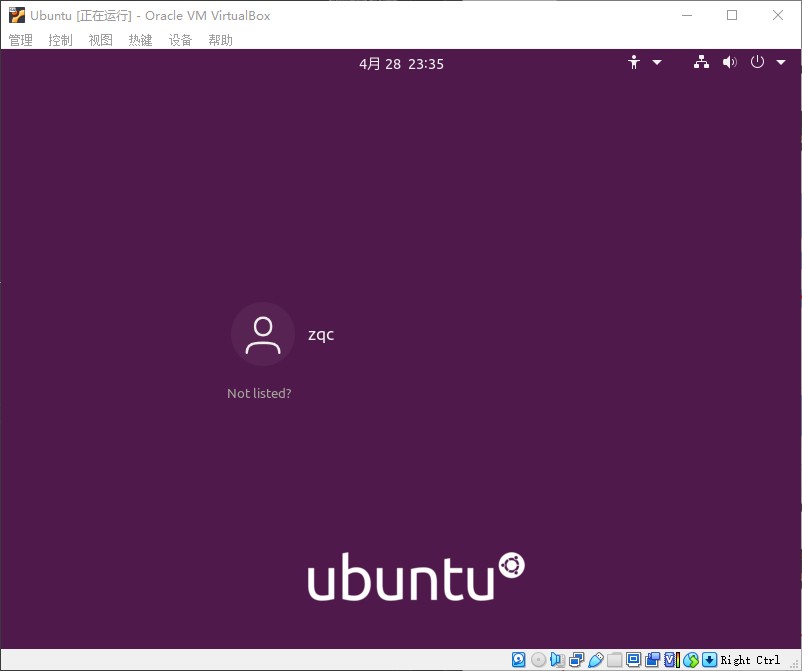 Ubuntu [正在运行] - Oracle VM VirtualBox
管理 控制 视图 热键 设备 帮助
4月 28 23:35
zqc
Not listed?
ubuntu
Right Ctrl